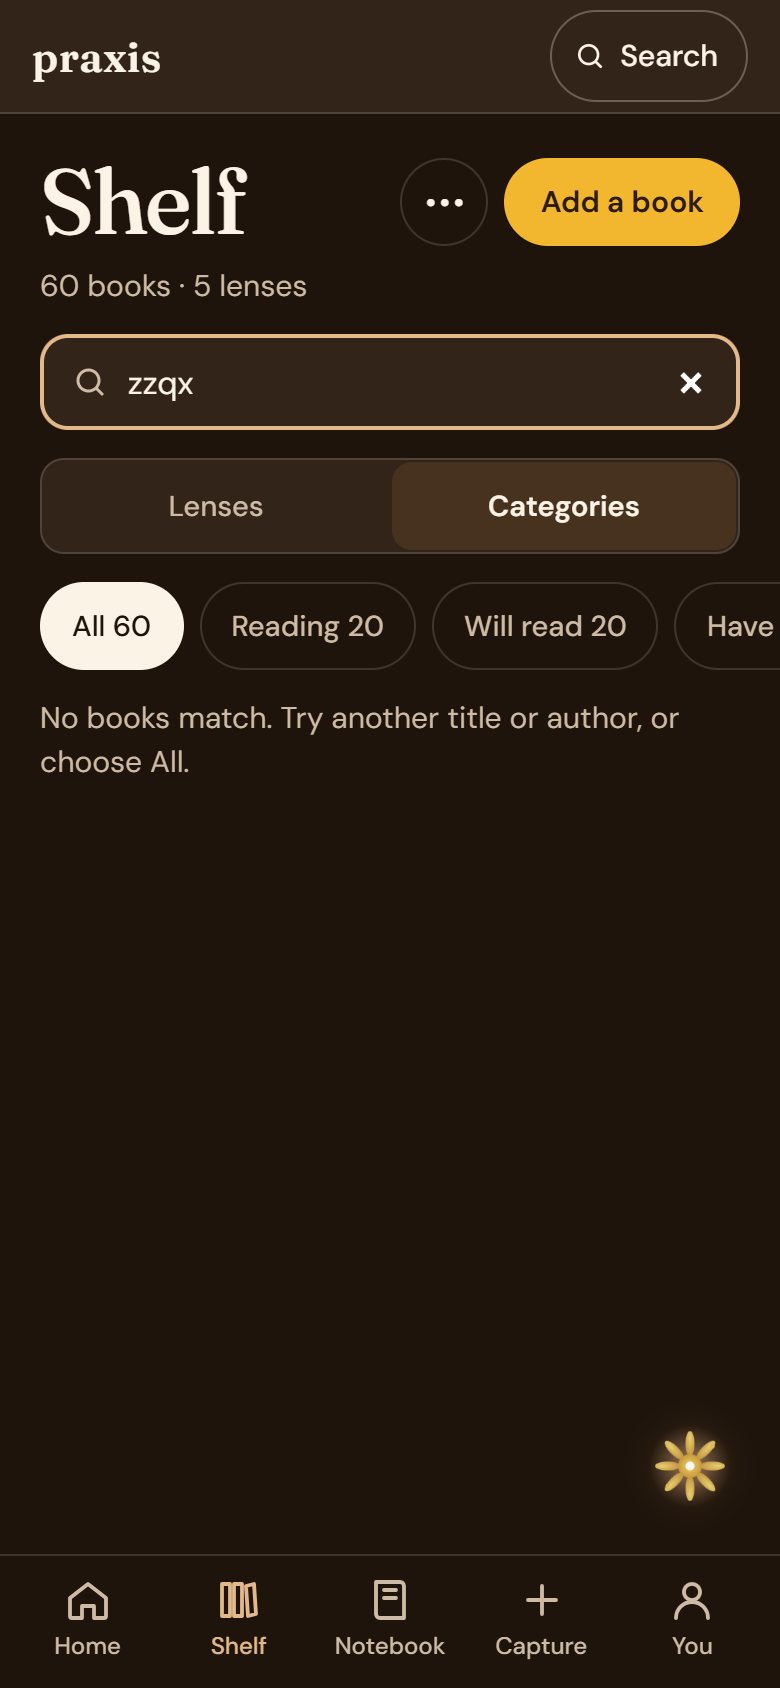 praxis
Search
Shelf
Add a book
60 books · 5 lenses
zzqx
Lenses
Categories
All 60
Reading 20
Will read 20
Have
No books match. Try another title or author, or
choose All.
Home
Shelf
Notebook
Capture
You